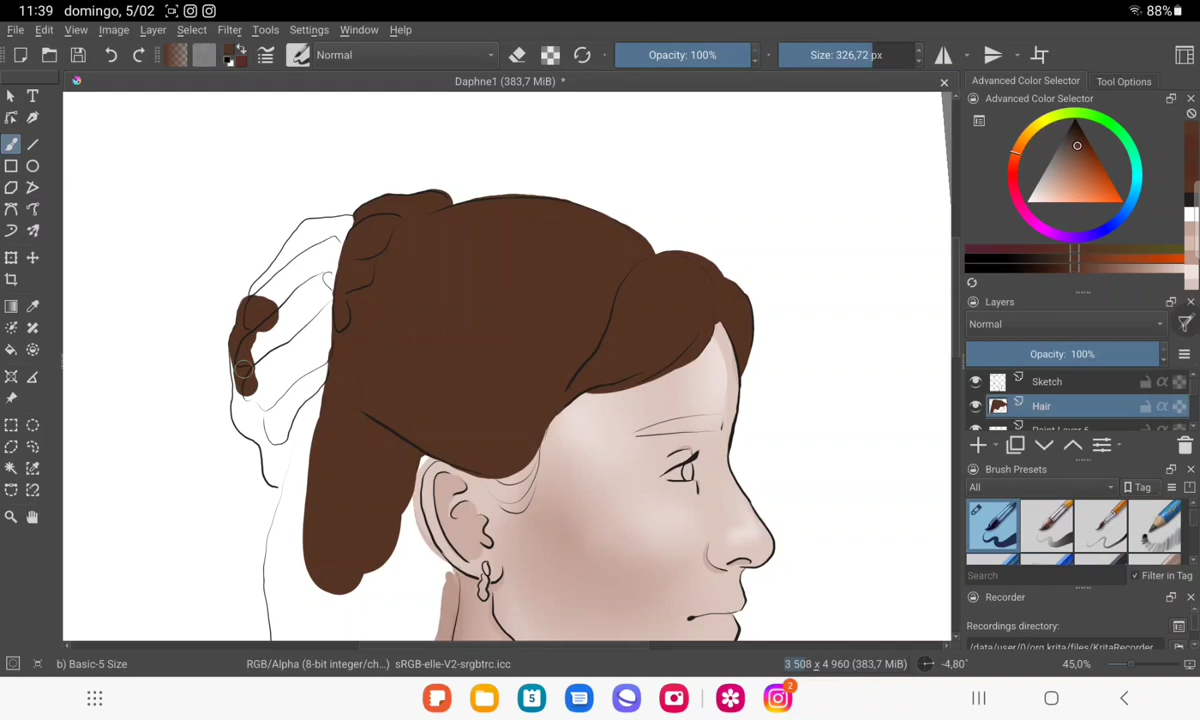 11:39 domingo, 5/02
88%
File Edit View Image Layer Select Filter Tools Settings Window Help
Normal
Opacity: 100%
Size: 326,72 px
Daphne1 (383,7 MiB) *
Advanced Color Selector
Tool Options
Advanced Color Selector
Layers
Normal
Opacity: 100%
Sketch
Hair
Paint Layer 6
Brush Presets
All
Tag
Search
Filter in Tag
Recorder
Recordings directory:
/data/user/0/org.krita/files/KritaRecorder
b) Basic-5 Size
RGB/Alpha (8-bit integer/ch...) sRGB-elle-V2-srgbtrc.icc
3 508 x 4 960 (383,7 MiB)
-4,80°
45,0%
5
2